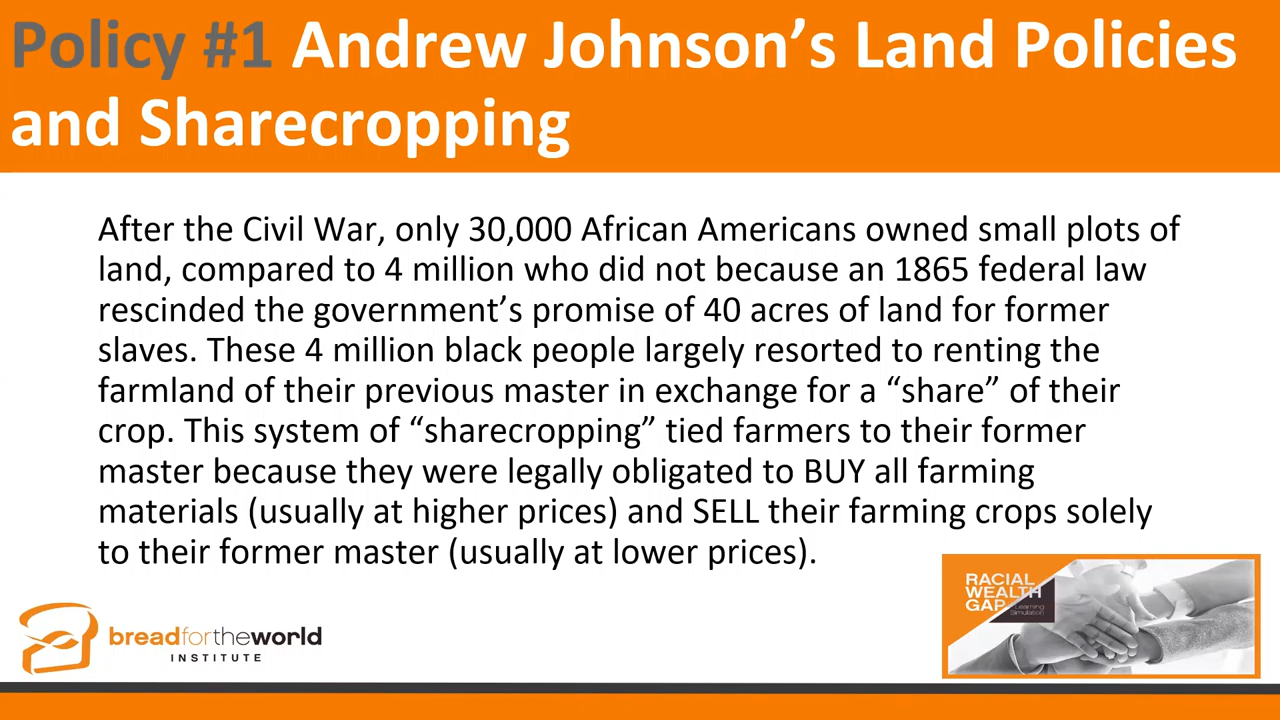 Policy #1 Andrew Johnson’s Land Policies
and Sharecropping
After the Civil War, only 30,000 African Americans owned small plots of
land, compared to 4 million who did not because an 1865 federal law
rescinded the government’s promise of 40 acres of land for former
slaves. These 4 million black people largely resorted to renting the
farmland of their previous master in exchange for a “share” of their
crop. This system of “sharecropping” tied farmers to their former
master because they were legally obligated to BUY all farming
materials (usually at higher prices) and SELL their farming crops solely
to their former master (usually at lower prices).
RACIAL
WEALTH
GAP
Learning
Simulation
breadfortheworld
INSTITUTE